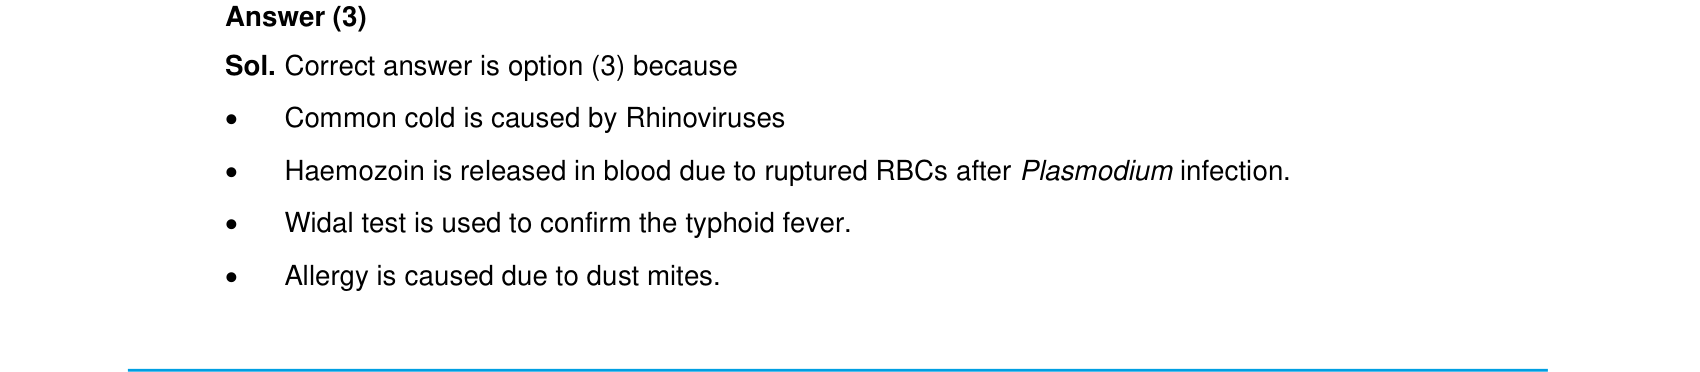 Answer (3)
Sol. Correct answer is option (3) because
• Common cold is caused by Rhinoviruses
• Haemozoin is released in blood due to ruptured RBCs after Plasmodium infection.
• Widal test is used to confirm the typhoid fever.
• Allergy is caused due to dust mites.